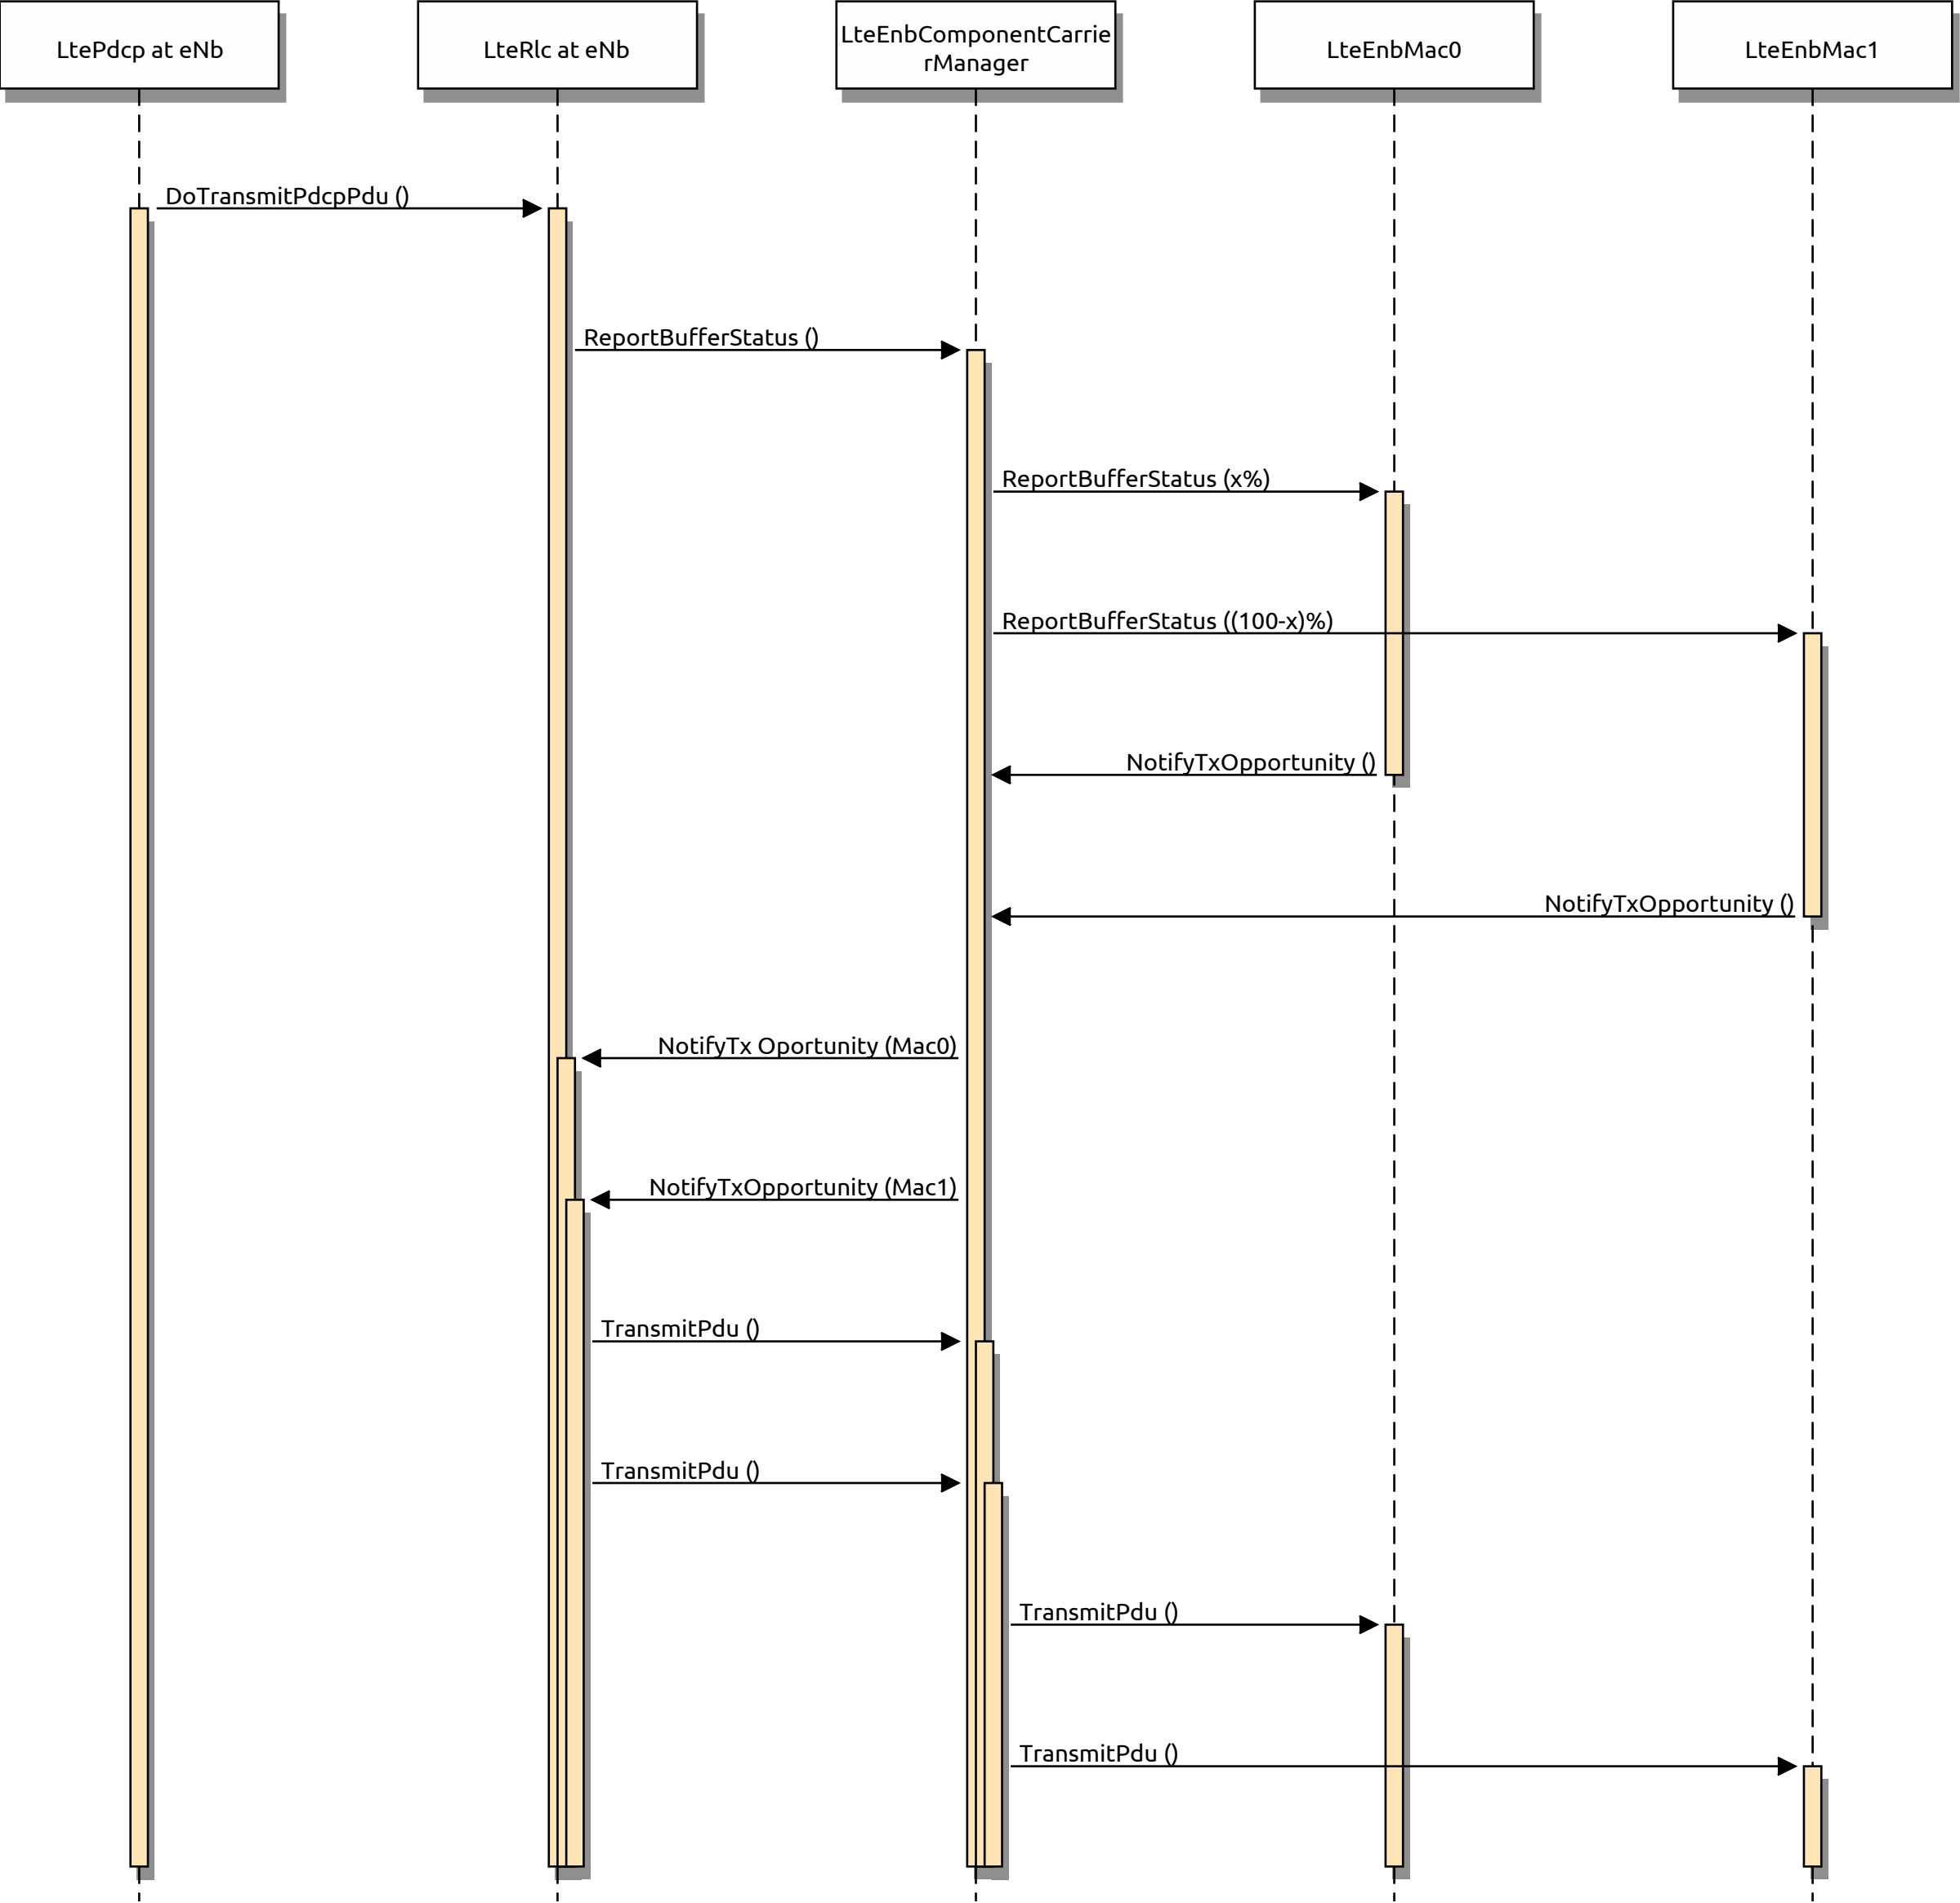 LtePdcp at eNb
LteRlc at eNb
LteEnbComponentCarrie
rManager
LteEnbMac0
LteEnbMac1
DoTransmitPdcpPdu ()
ReportBufferStatus ()
ReportBufferStatus (x%)
ReportBufferStatus ((100-x)%)
NotifyTxOpportunity ()
NotifyTxOpportunity ()
NotifyTx Oportunity (Mac0)
NotifyTxOpportunity (Mac1)
TransmitPdu ()
TransmitPdu ()
TransmitPdu ()
TransmitPdu ()